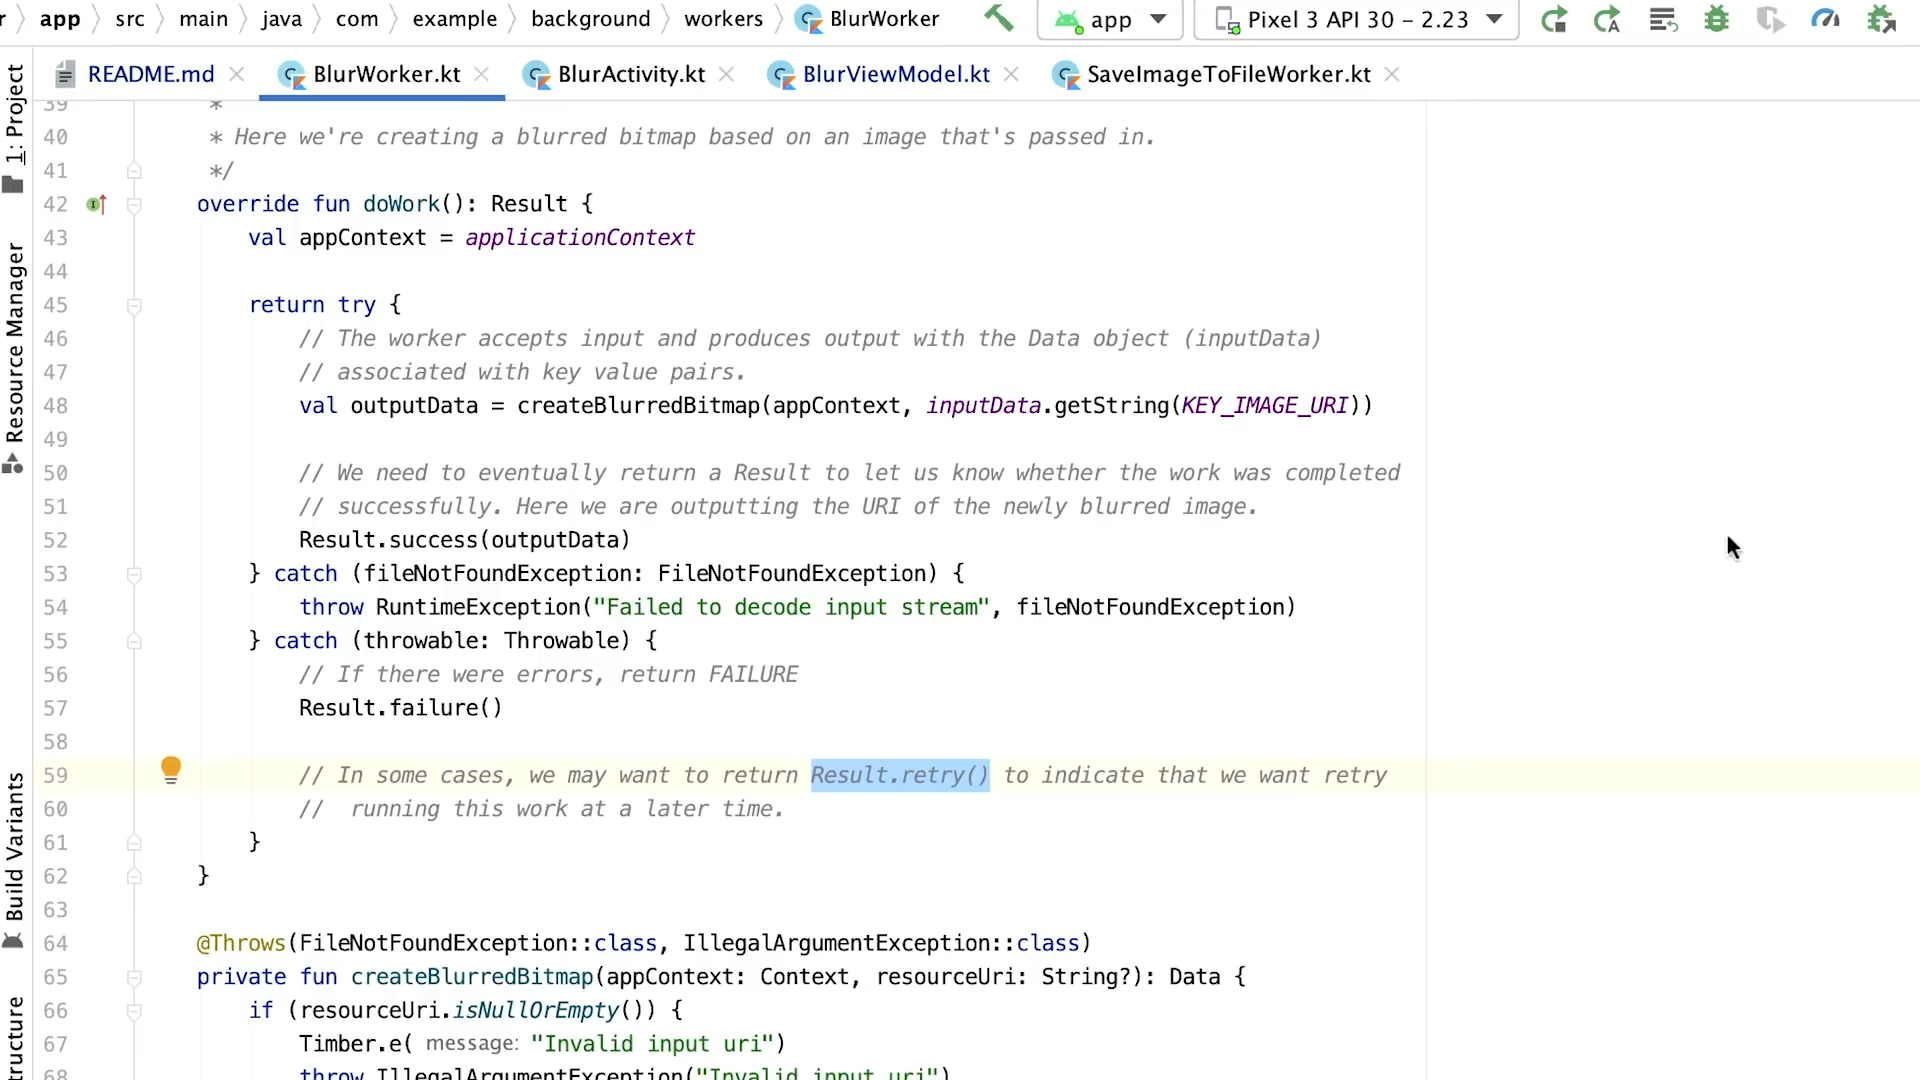 r app src main java com example background workers BlurWorker app Pixel 3 API 30 – 2.23
README.md BlurWorker.kt BlurActivity.kt BlurViewModel.kt SaveImageToFileWorker.kt
1: Project
Resource Manager
Build Variants
tructure
39 *
40 * Here we're creating a blurred bitmap based on an image that's passed in.
41 */
42 override fun doWork(): Result {
43 val appContext = applicationContext
44
45 return try {
46 // The worker accepts input and produces output with the Data object (inputData)
47 // associated with key value pairs.
48 val outputData = createBlurredBitmap(appContext, inputData.getString(KEY_IMAGE_URI))
49
50 // We need to eventually return a Result to let us know whether the work was completed
51 // successfully. Here we are outputting the URI of the newly blurred image.
52 Result.success(outputData)
53 } catch (fileNotFoundException: FileNotFoundException) {
54 throw RuntimeException("Failed to decode input stream", fileNotFoundException)
55 } catch (throwable: Throwable) {
56 // If there were errors, return FAILURE
57 Result.failure()
58
59 // In some cases, we may want to return Result.retry() to indicate that we want retry
60 //  running this work at a later time.
61 }
62 }
63
64 @Throws(FileNotFoundException::class, IllegalArgumentException::class)
65 private fun createBlurredBitmap(appContext: Context, resourceUri: String?): Data {
66 if (resourceUri.isNullOrEmpty()) {
67 Timber.e( message: "Invalid input uri")
68 throw IllegalArgumentException("Invalid input uri")